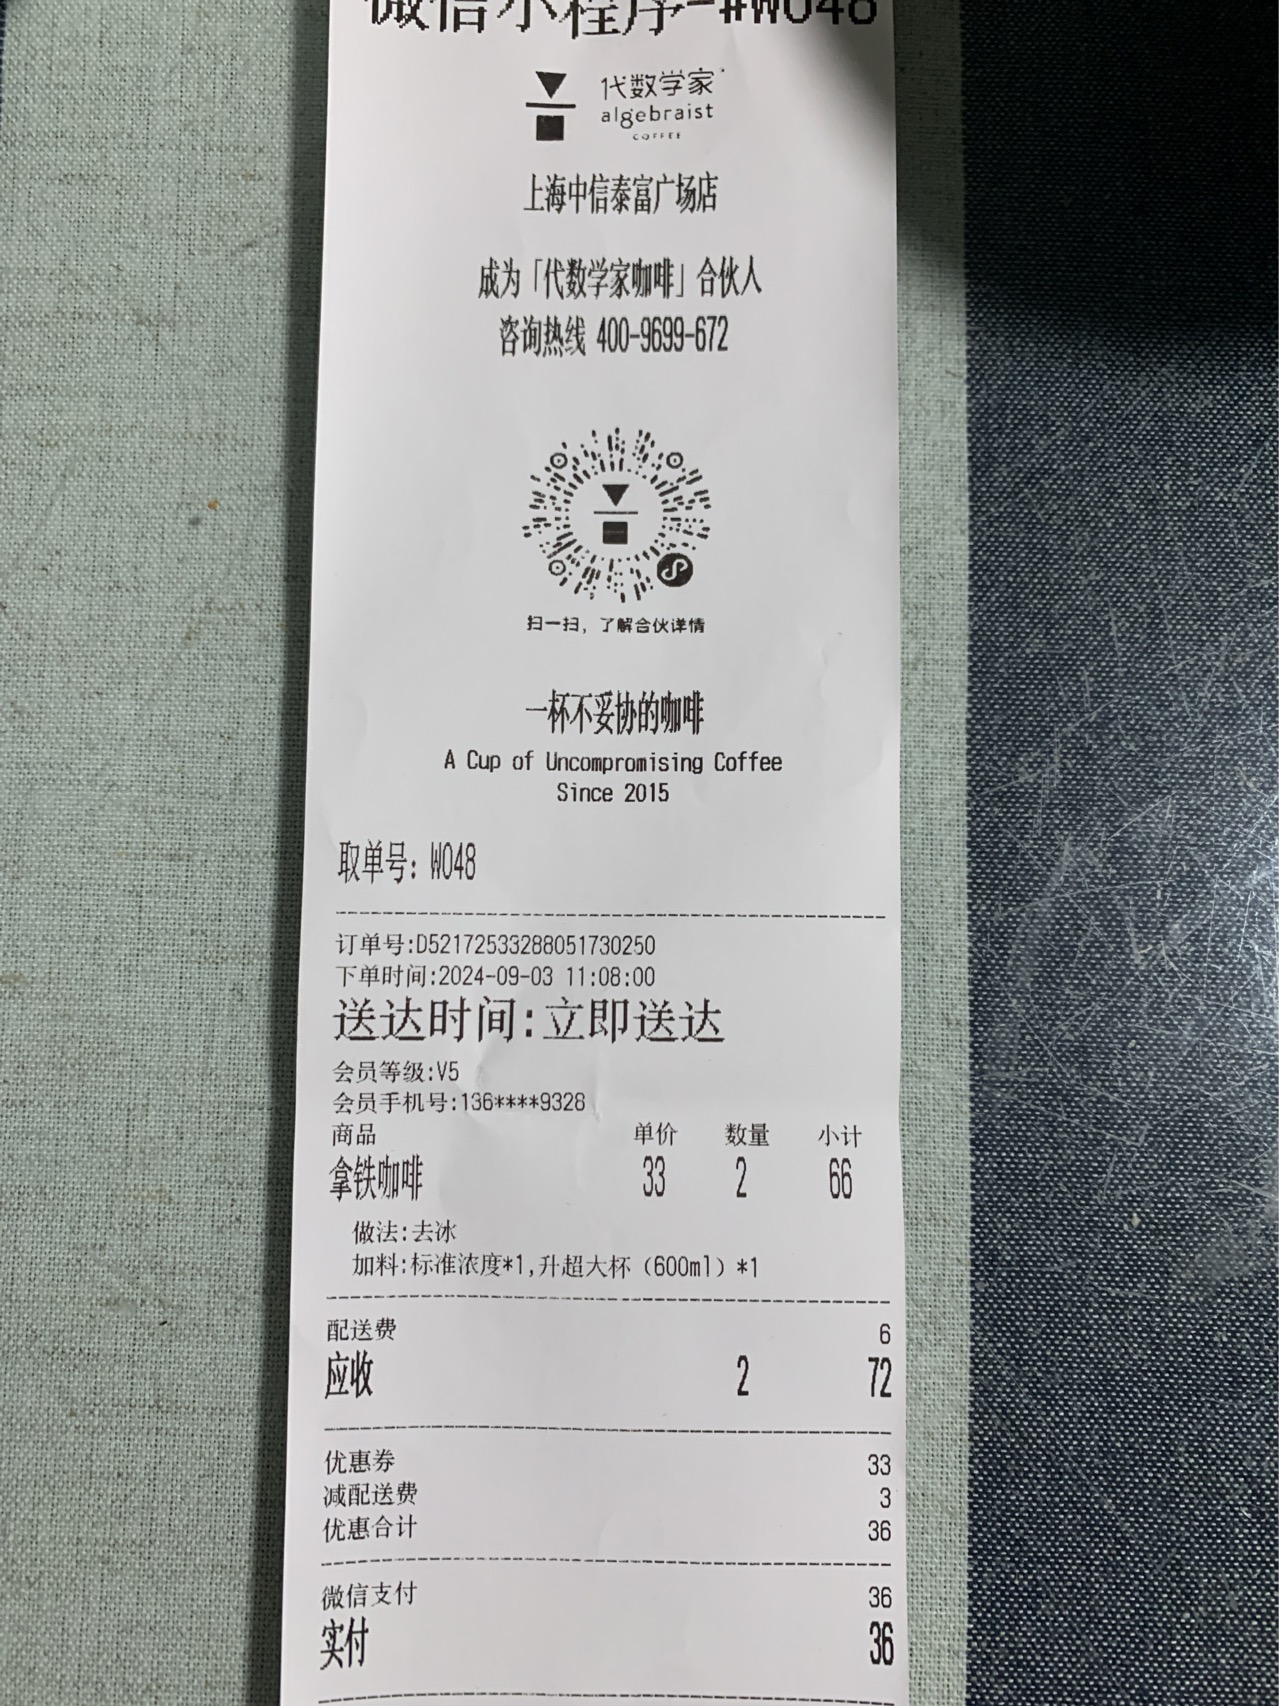 微信小程序-#W048
代数学家
algebraist
COFFEE
上海中信泰富广场店
成为「代数学家咖啡」合伙人
咨询热线 400-9699-672
扫一扫，了解合伙详情
一杯不妥协的咖啡
A Cup of Uncompromising Coffee
Since 2015
取单号: W048
订单号:D52172533288051730250
下单时间:2024-09-03 11:08:00
送达时间:立即送达
会员等级:V5
会员手机号:136****9328
商品 单价 数量 小计
拿铁咖啡 33 2 66
做法:去冰
加料:标准浓度*1,升超大杯（600ml）*1
配送费 6
应收 2 72
优惠券 33
减配送费 3
优惠合计 36
微信支付 36
实付 36